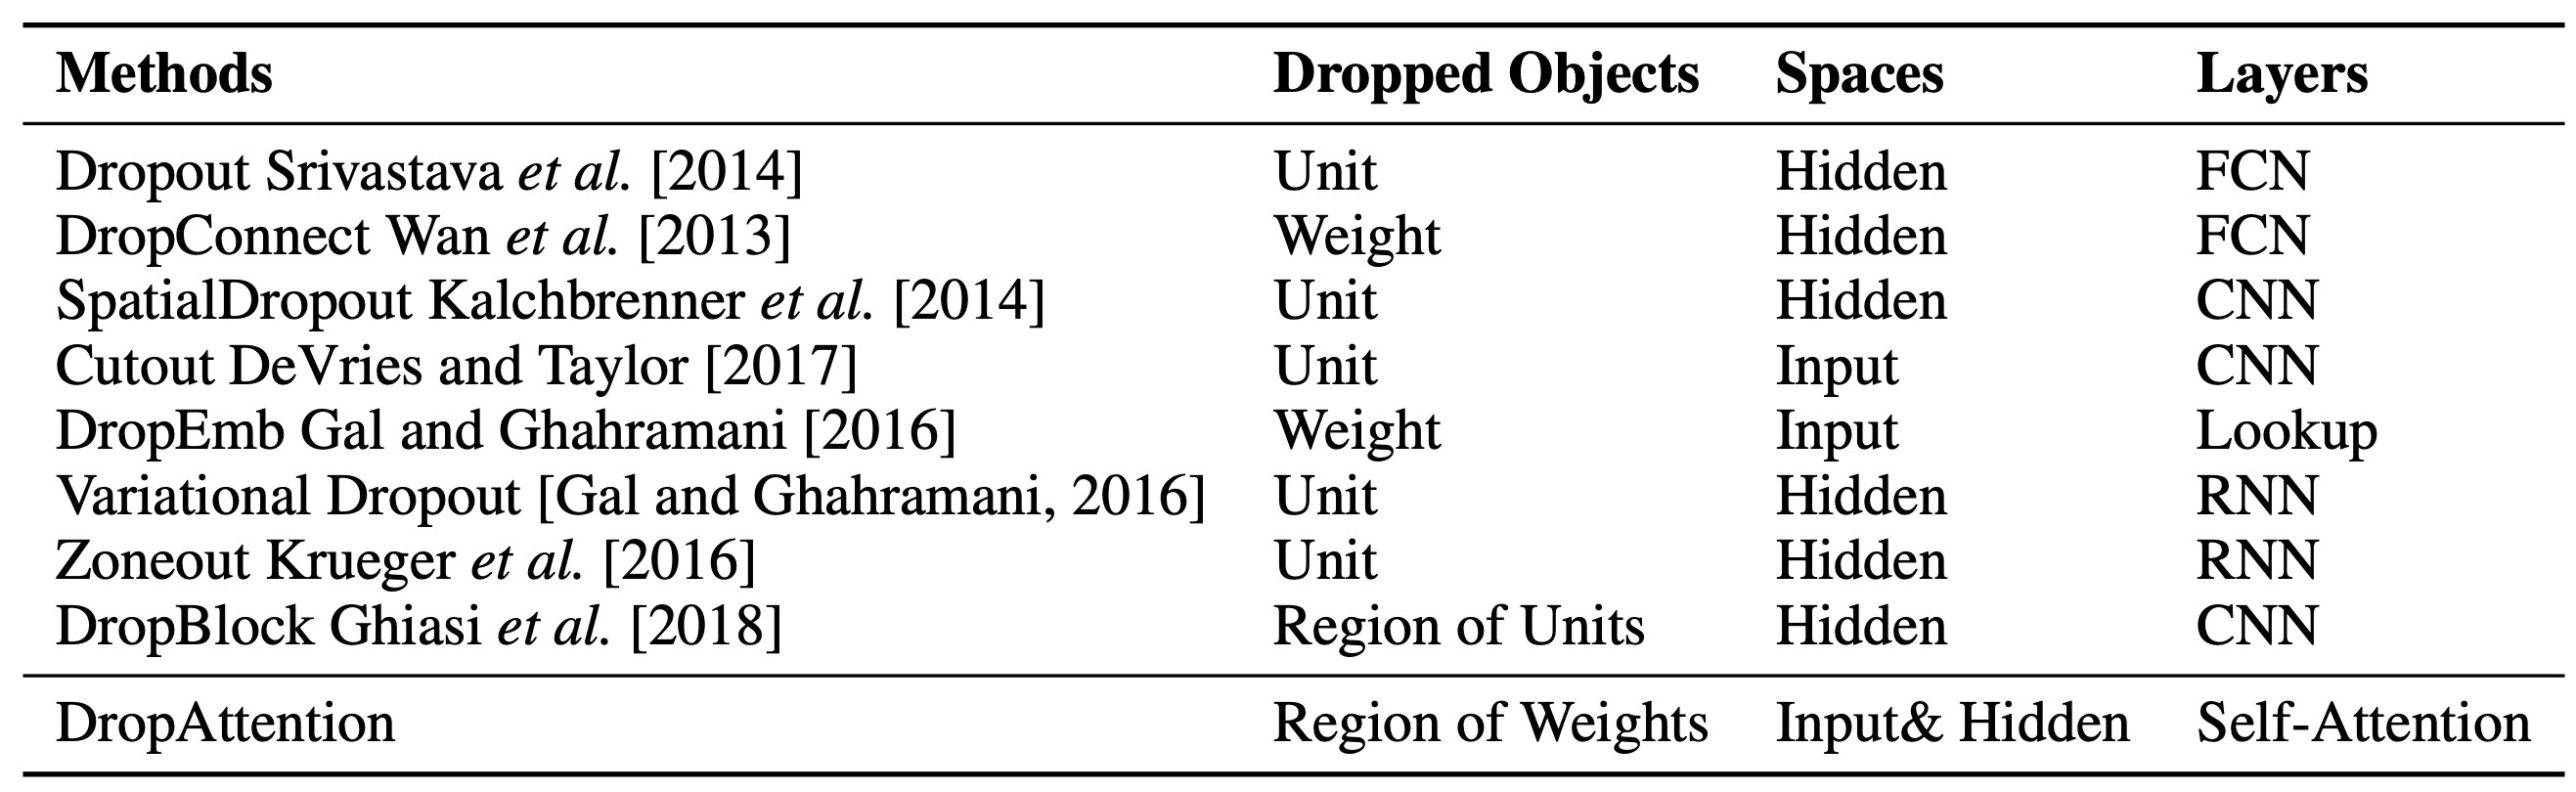 Methods Dropped Objects Spaces Layers
Dropout Srivastava et al. [2014] Unit Hidden FCN
DropConnect Wan et al. [2013] Weight Hidden FCN
SpatialDropout Kalchbrenner et al. [2014] Unit Hidden CNN
Cutout DeVries and Taylor [2017] Unit Input CNN
DropEmb Gal and Ghahramani [2016] Weight Input Lookup
Variational Dropout [Gal and Ghahramani, 2016] Unit Hidden RNN
Zoneout Krueger et al. [2016] Unit Hidden RNN
DropBlock Ghiasi et al. [2018] Region of Units Hidden CNN
DropAttention Region of Weights Input& Hidden Self-Attention